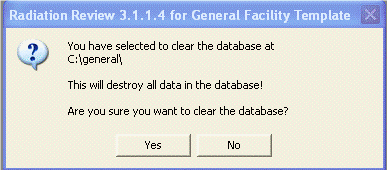 Radiation Review 3.1.1.4 for General Facility Template
You have selected to clear the database at
C:\general\
This will destroy all data in the database!
Are you sure you want to clear the database?
Yes
No